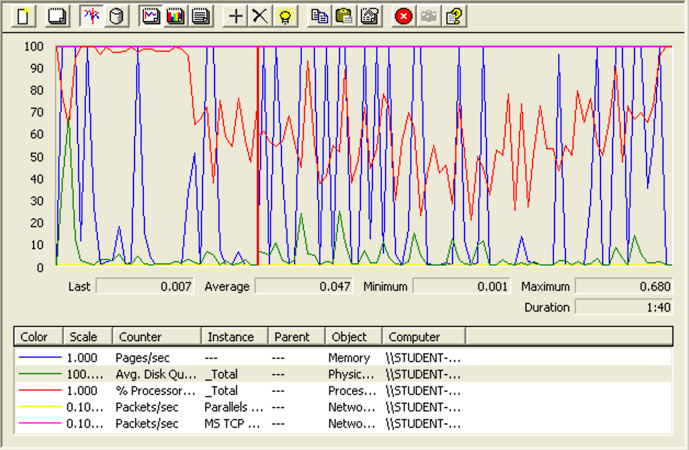 100
90
80
70
60
50
40
30
20
10
0
Last 0.007 Average 0.047 Minimum 0.001 Maximum 0.680
Duration 1:40
Color Scale Counter Instance Parent Object Computer
1.000 Pages/sec --- --- Memory \\STUDENT-...
100.... Avg. Disk Qu... _Total --- Physic... \\STUDENT-...
1.000 % Processor... _Total --- Proces... \\STUDENT-...
0.10... Packets/sec Parallels ... --- Netwo... \\STUDENT-...
0.10... Packets/sec MS TCP ... --- Netwo... \\STUDENT-...